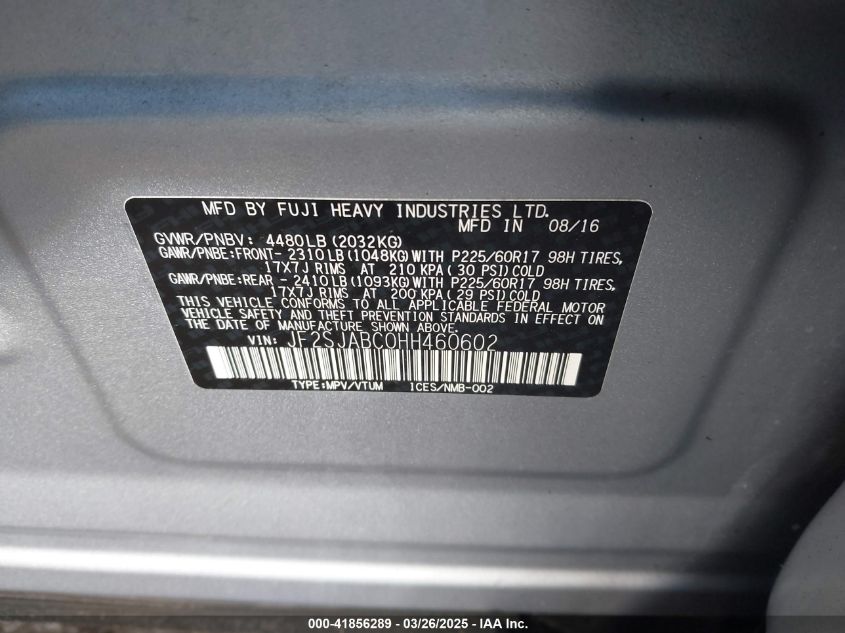 MFD BY FUJI HEAVY INDUSTRIES LTD.
MFD IN 08/16
GVWR/PNBV: 4480LB(2032KG)
GAWR/PNBE:FRONT- 2310LB(1048KG)WITH P225/60R17 98H TIRES,
17X7J RIMS AT 210 KPA(30 PSI)COLD
GAWR/PNBE:REAR - 2410LB(1093KG)WITH P225/60R17 98H TIRES,
17X7J RIMS AT 200 KPA(29 PSI)COLD
THIS VEHICLE CONFORMS TO ALL APPLICABLE FEDERAL MOTOR
VEHICLE SAFETY AND THEFT PREVENTION STANDARDS IN EFFECT ON
THE DATE OF MANUFACTURE SHOWN ABOVE.
VIN: JF2SJABC0HH460602
TYPE:MPV/VTUM ICES/NMB-002
000-41856289 - 03/26/2025 - IAA Inc.